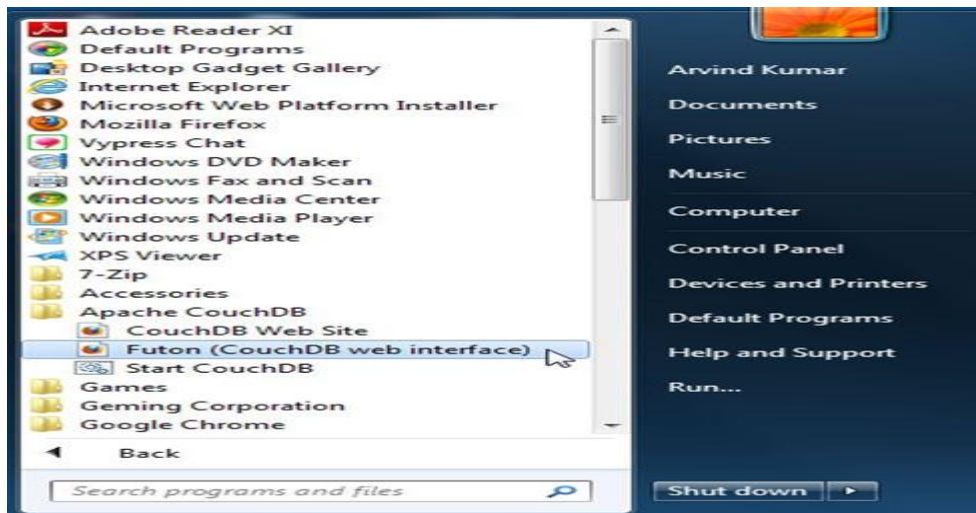 Adobe Reader XI
Default Programs
Desktop Gadget Gallery
Internet Explorer
Microsoft Web Platform Installer
Mozilla Firefox
Vypress Chat
Windows DVD Maker
Windows Fax and Scan
Windows Media Center
Windows Media Player
Windows Update
XPS Viewer
7-Zip
Accessories
Apache CouchDB
CouchDB Web Site
Futon (CouchDB web interface)
Start CouchDB
Games
Geming Corporation
Google Chrome
Back
Search programs and files
Arvind Kumar
Documents
Pictures
Music
Computer
Control Panel
Devices and Printers
Default Programs
Help and Support
Run...
Shut down